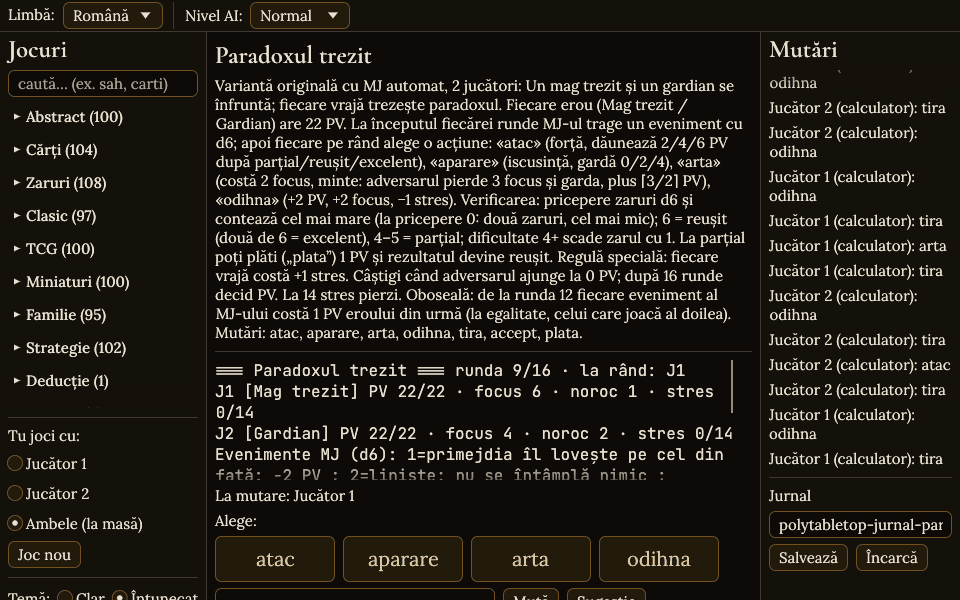 Limbă:
Română
Nivel AI:
Normal
Jocuri
caută... (ex. sah, carti)
Abstract (100)
Cărți (104)
Zaruri (108)
Clasic (97)
TCG (100)
Miniaturi (100)
Familie (95)
Strategie (102)
Deducție (1)
Tu joci cu:
Jucător 1
Jucător 2
Ambele (la masă)
Joc nou
Temă:
Clar
Întunecat
Paradoxul trezit
Variantă originală cu MJ automat, 2 jucători: Un mag trezit și un gardian se
înfruntă; fiecare vrajă trezește paradoxul. Fiecare erou (Mag trezit /
Gardian) are 22 PV. La începutul fiecărei runde MJ-ul trage un eveniment cu
d6; apoi fiecare pe rând alege o acțiune: «atac» (forță, dăunează 2/4/6 PV
după parțial/reușit/excelent), «aparare» (iscusință, gardă 0/2/4), «arta»
(costă 2 focus, minte: adversarul pierde 3 focus și garda, plus ⌈3/2⌉ PV),
«odihna» (+2 PV, +2 focus, −1 stres). Verificarea: pricepere zaruri d6 și
contează cel mai mare (la pricepere 0: două zaruri, cel mai mic); 6 = reușit
(două de 6 = excelent), 4–5 = parțial; dificultate 4+ scade zarul cu 1. La parțial
poți plăti („plata”) 1 PV și rezultatul devine reușit. Regulă specială: fiecare
vrajă costă +1 stres. Câștigi când adversarul ajunge la 0 PV; după 16 runde
decid PV. La 14 stres pierzi. Oboseală: de la runda 12 fiecare eveniment al
MJ-ului costă 1 PV eroului din urmă (la egalitate, celui care joacă al doilea).
Mutări: atac, aparare, arta, odihna, tira, accept, plata.
═══ Paradoxul trezit ═══ runda 9/16 · la rând: J1
J1 [Mag trezit] PV 22/22 · focus 6 · noroc 1 · stres
0/14
J2 [Gardian] PV 22/22 · focus 4 · noroc 2 · stres 0/14
Evenimente MJ (d6): 1=primejdia îl lovește pe cel din
față: -2 PV ; 2=liniște: nu se întâmplă nimic ;
La mutare: Jucător 1
Alege:
atac
aparare
arta
odihna
Mută
Sugestie
Mutări
odihna
Jucător 2 (calculator): tira
Jucător 2 (calculator):
odihna
Jucător 1 (calculator):
odihna
Jucător 1 (calculator): tira
Jucător 1 (calculator): arta
Jucător 1 (calculator): tira
Jucător 2 (calculator):
odihna
Jucător 2 (calculator): tira
Jucător 2 (calculator): atac
Jucător 2 (calculator): tira
Jucător 1 (calculator):
odihna
Jucător 1 (calculator): tira
Jurnal
polytabletop-jurnal-par
Salvează
Încarcă